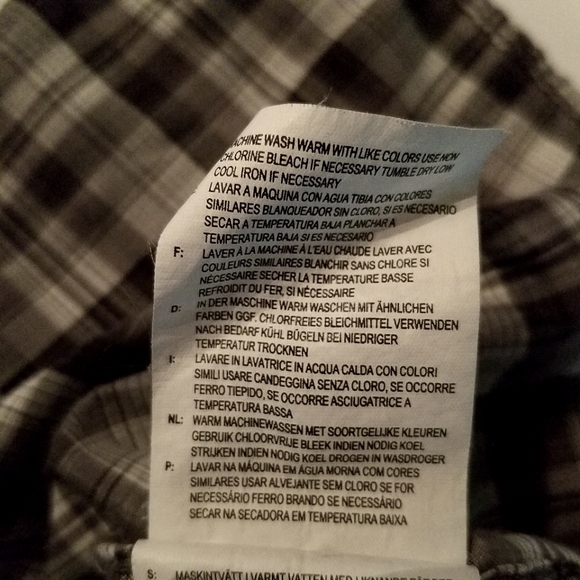 MACHINE WASH WARM WITH LIKE COLORS USE NON
CHLORINE BLEACH IF NECESSARY TUMBLE DRY LOW
COOL IRON IF NECESSARY
LAVAR A MAQUINA CON AGUA TIBIA CON COLORES
SIMILARES BLANQUEADOR SIN CLORO, SI ES NECESARIO
SECAR A TEMPERATURA BAJA PLANCHAR A
TEMPERATURA BAJA SI ES NECESARIO
F: LAVER À LA MACHINE À L'EAU CHAUDE LAVER AVEC
COULEURS SIMILAIRES BLANCHIR SANS CHLORE SI
NÉCESSAIRE SECHER LA TEMPERATURE BASSE
REFROIDIT DU FER, SI NÉCESSAIRE
D: IN DER MASCHINE WARM WASCHEN MIT ÄHNLICHEN
FARBEN GGF. CHLORFREIES BLEICHMITTEL VERWENDEN
NACH BEDARF KÜHL BÜGELN BEI NIEDRIGER
TEMPERATUR TROCKNEN
I: LAVARE IN LAVATRICE IN ACQUA CALDA CON COLORI
SIMILI USARE CANDEGGINA SENZA CLORO, SE OCCORRE
FERRO TIEPIDO, SE OCCORRE ASCIUGATRICE A
TEMPERATURA BASSA
NL: WARM MACHINEWASSEN MET SOORTGELIJKE KLEUREN
GEBRUIK CHLOORVRIJE BLEEK INDIEN NODIG KOEL
STRIJKEN INDIEN NODIG KOEL DROGEN IN WASDROGER
P: LAVAR NA MÁQUINA EM ÁGUA MORNA COM CORES
SIMILARES USAR ALVEJANTE SEM CLORO SE FOR
NECESSÁRIO FERRO BRANDO SE NECESSÁRIO
SECAR NA SECADORA EM TEMPERATURA BAIXA
S: MASKINTVÄTT I VARMT VATTEN MED LIKNANDE